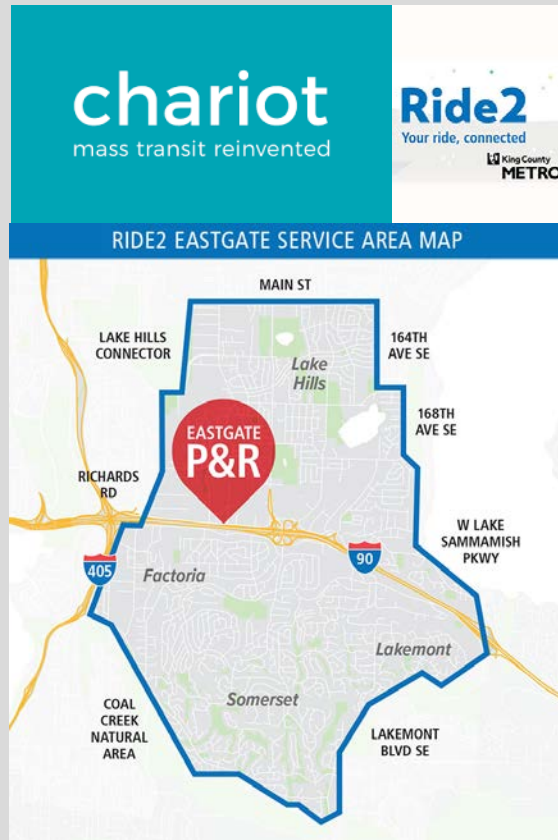 chariot
mass transit reinvented
Ride2
Your ride, connected
King County
METRO
RIDE2 EASTGATE SERVICE AREA MAP
MAIN ST
LAKE HILLS
CONNECTOR
164TH
AVE SE
Lake
Hills
168TH
AVE SE
EASTGATE
P&R
RICHARDS
RD
W LAKE
SAMMAMISH
PKWY
405
90
Factoria
Lakemont
Somerset
COAL
CREEK
NATURAL
AREA
LAKEMONT
BLVD SE